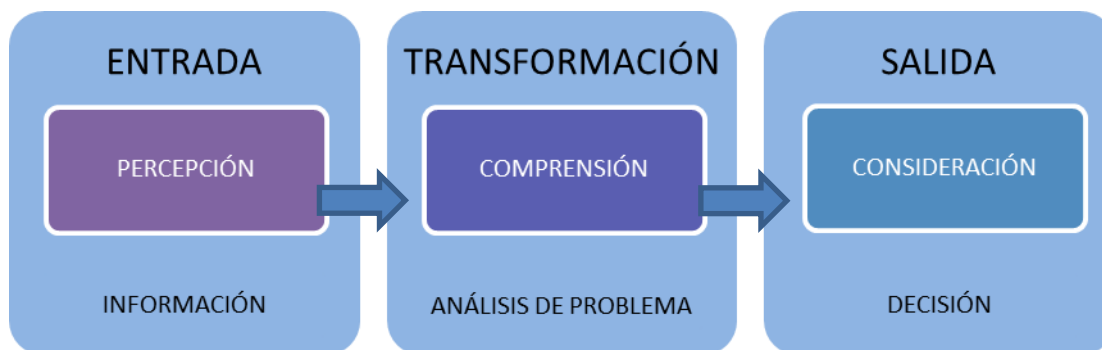 ENTRADA
PERCEPCIÓN
INFORMACIÓN
TRANSFORMACIÓN
COMPRENSIÓN
ANÁLISIS DE PROBLEMA
SALIDA
CONSIDERACIÓN
DECISIÓN